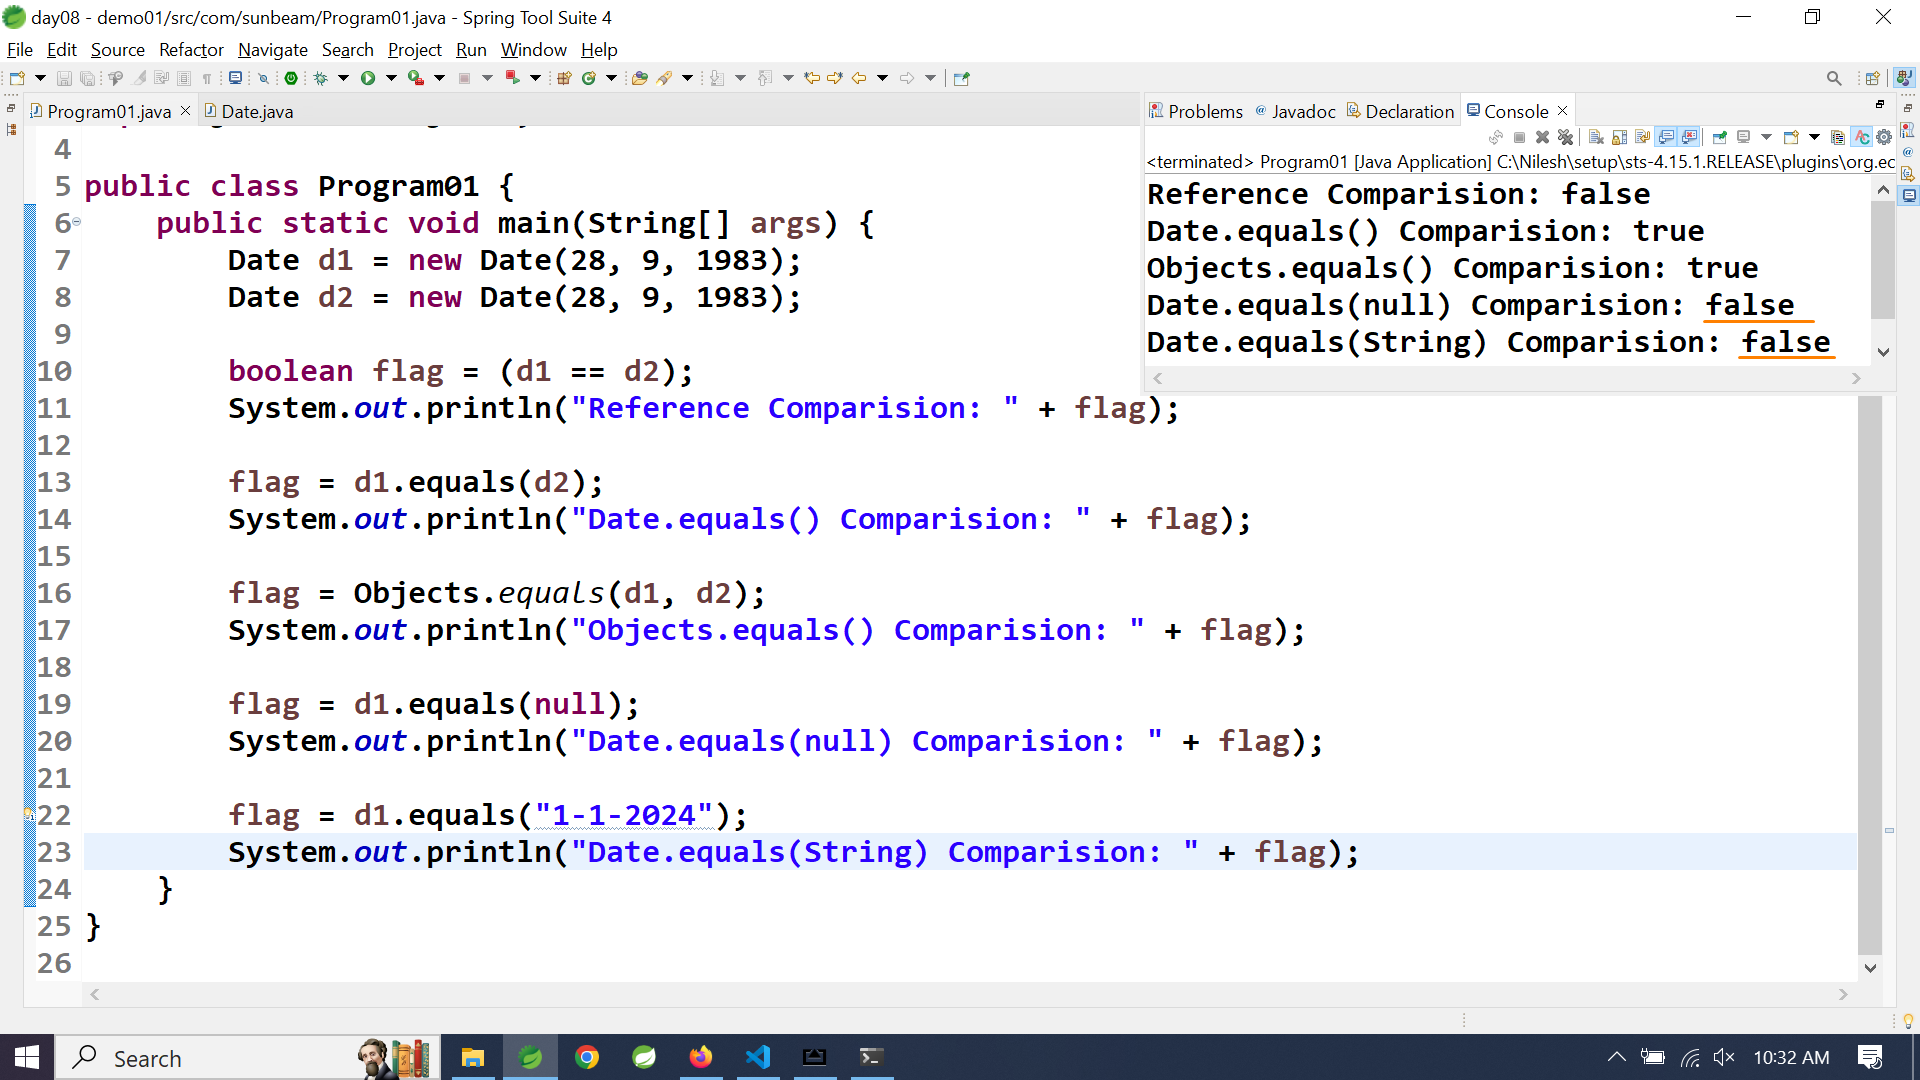 day08 - demo01/src/com/sunbeam/Program01.java - Spring Tool Suite 4
File Edit Source Refactor Navigate Search Project Run Window Help
Program01.java
Date.java
4
5 public class Program01 {
6 public static void main(String[] args) {
7 Date d1 = new Date(28, 9, 1983);
8 Date d2 = new Date(28, 9, 1983);
9
10 boolean flag = (d1 == d2);
11 System.out.println("Reference Comparision: " + flag);
12
13 flag = d1.equals(d2);
14 System.out.println("Date.equals() Comparision: " + flag);
15
16 flag = Objects.equals(d1, d2);
17 System.out.println("Objects.equals() Comparision: " + flag);
18
19 flag = d1.equals(null);
20 System.out.println("Date.equals(null) Comparision: " + flag);
21
22 flag = d1.equals("1-1-2024");
23 System.out.println("Date.equals(String) Comparision: " + flag);
24 }
25 }
26
Problems @ Javadoc Declaration Console
<terminated> Program01 [Java Application] C:\Nilesh\setup\sts-4.15.1.RELEASE\plugins\org.ec
Reference Comparision: false
Date.equals() Comparision: true
Objects.equals() Comparision: true
Date.equals(null) Comparision: false
Date.equals(String) Comparision: false
Search
10:32 AM